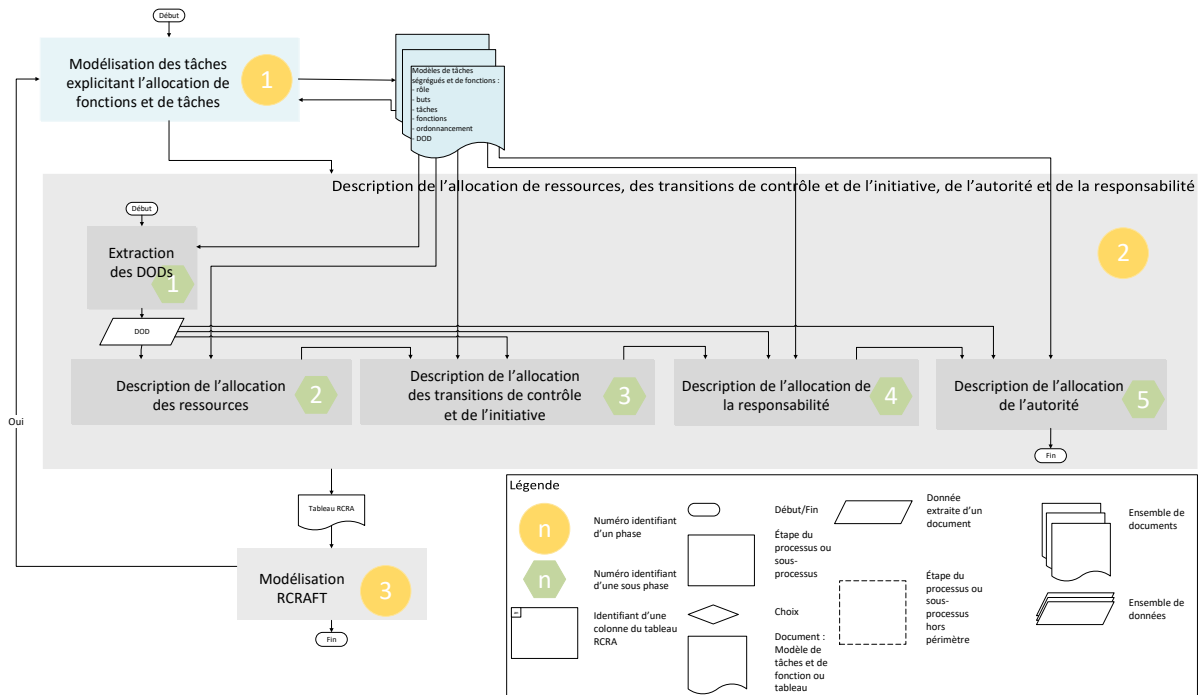 Début
Modélisation des tâches
explicitant l'allocation de
fonctions et de tâches
1
Modèles de tâches
ségrégués et de fonctions :
- rôle
- buts
- tâches
- fonctions
- ordonnancement
- DOD
Description de l'allocation de ressources, des transitions de contrôle et de l'initiative, de l'autorité et de la responsabilité
2
Début
Extraction
des DODs
1
DOD
Description de l'allocation
des ressources
2
Description de l'allocation
des transitions de contrôle
et de l'initiative
3
Description de l'allocation de
la responsabilité
4
Description de l'allocation
de l'autorité
5
Fin
Oui
Tableau RCRA
Modélisation
RCRAFT
3
Fin
Légende
n
Numéro identifiant
d'un phase
n
Numéro identifiant
d'une sous phase
Identifiant d'une
colonne du tableau
RCRA
Début/Fin
Étape du
processus ou
sous-
processus
Choix
Document :
Modèle de
tâches et de
fonction ou
tableau
Donnée
extraite d'un
document
Étape du
processus ou
sous-
processus
hors
périmètre
Ensemble de
documents
Ensemble de
données